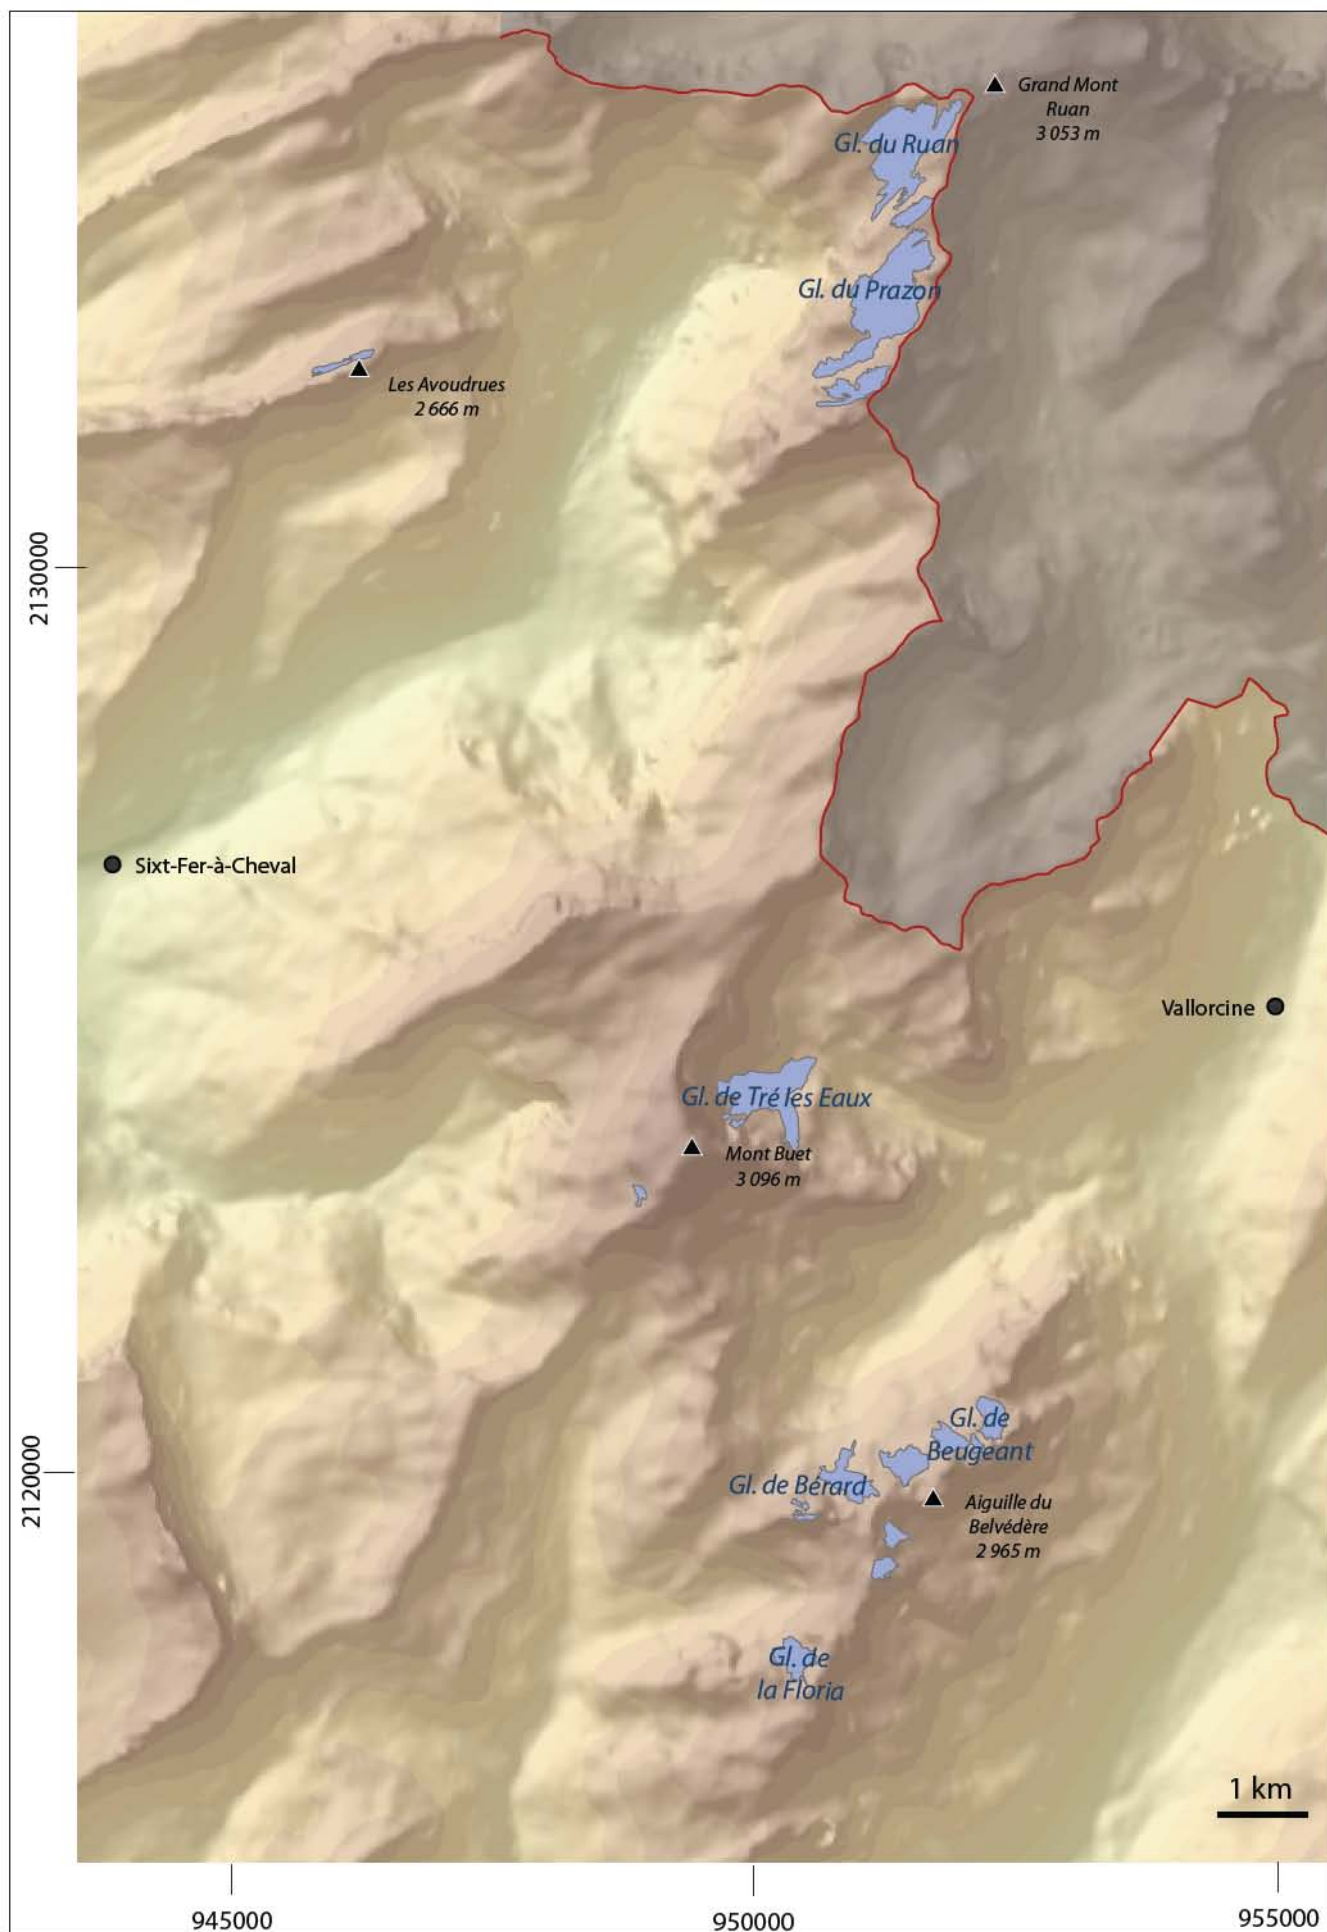 Grand Mont
Ruan
3 053 m
Gl. du Ruan
Gl. du Prazon
Les Avoudrues
2 666 m
2130000
Sixt-Fer-à-Cheval
Vallorcine
Gl. de Tré les Eaux
Mont Buet
3 096 m
Gl. de
Beugeant
Gl. de Bérard
2120000
Aiguille du
Belvédère
2 965 m
Gl. de
la Floria
1 km
945000
950000
955000